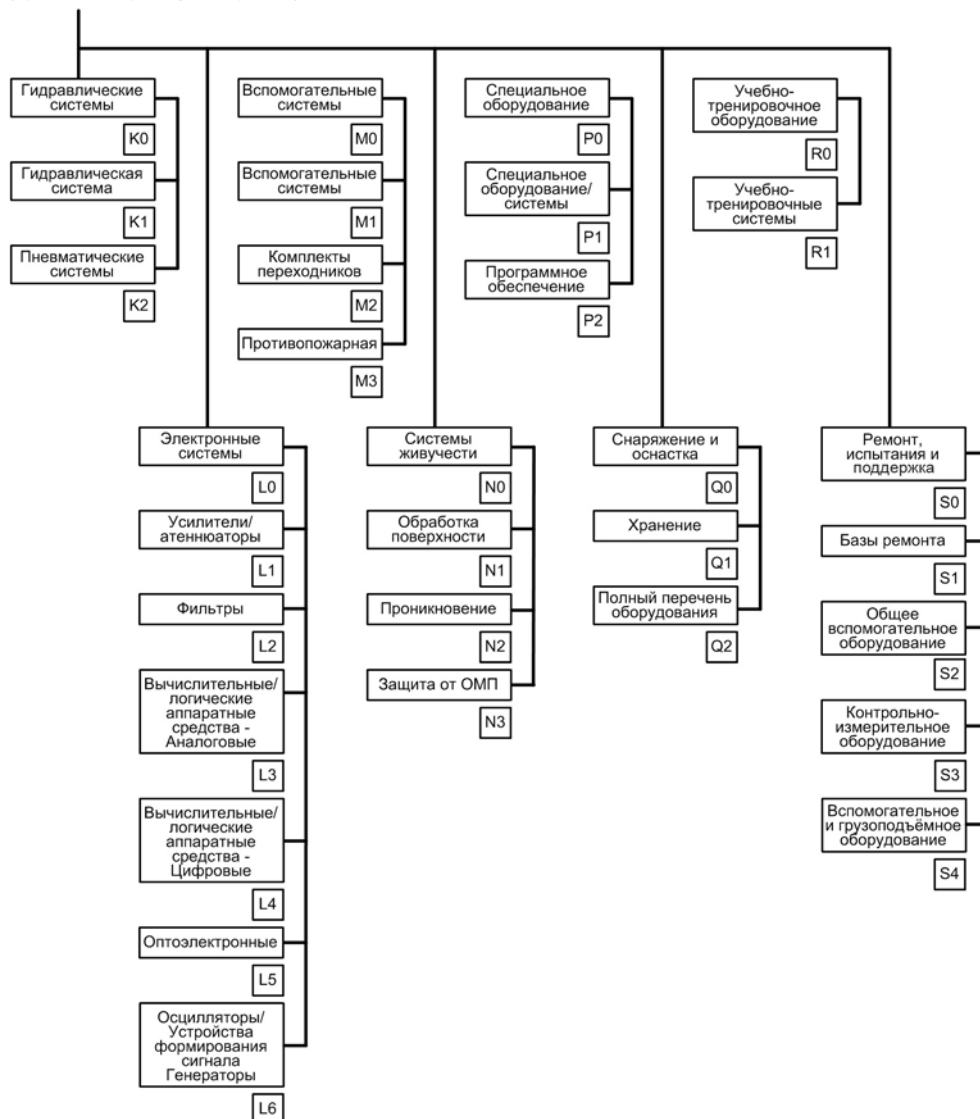 Гидравлические
системы
K0
Гидравлическая
система
K1
Пневматические
системы
K2
Вспомогательные
системы
M0
Вспомогательные
системы
M1
Комплекты
переходников
M2
Противопожарная
M3
Специальное
оборудование
P0
Специальное
оборудование/
системы
P1
Программное
обеспечение
P2
Учебно-
тренировочное
оборудование
R0
Учебно-
тренировочные
системы
R1
Электронные
системы
L0
Усилители/
атеннюаторы
L1
Фильтры
L2
Вычислительные/
логические
аппаратные
средства -
Аналоговые
L3
Вычислительные/
логические
аппаратные
средства -
Цифровые
L4
Оптоэлектронные
L5
Осцилляторы/
Устройства
формирования
сигнала
Генераторы
L6
Системы
живучести
N0
Обработка
поверхности
N1
Проникновение
N2
Защита от ОМП
N3
Снаряжение и
оснастка
Q0
Хранение
Q1
Полный перечень
оборудования
Q2
Ремонт,
испытания и
поддержка
S0
Базы ремонта
S1
Общее
вспомогательное
оборудование
S2
Контрольно-
измерительное
оборудование
S3
Вспомогательное
и грузоподъёмное
оборудование
S4